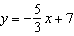 y = −5/3 x + 7